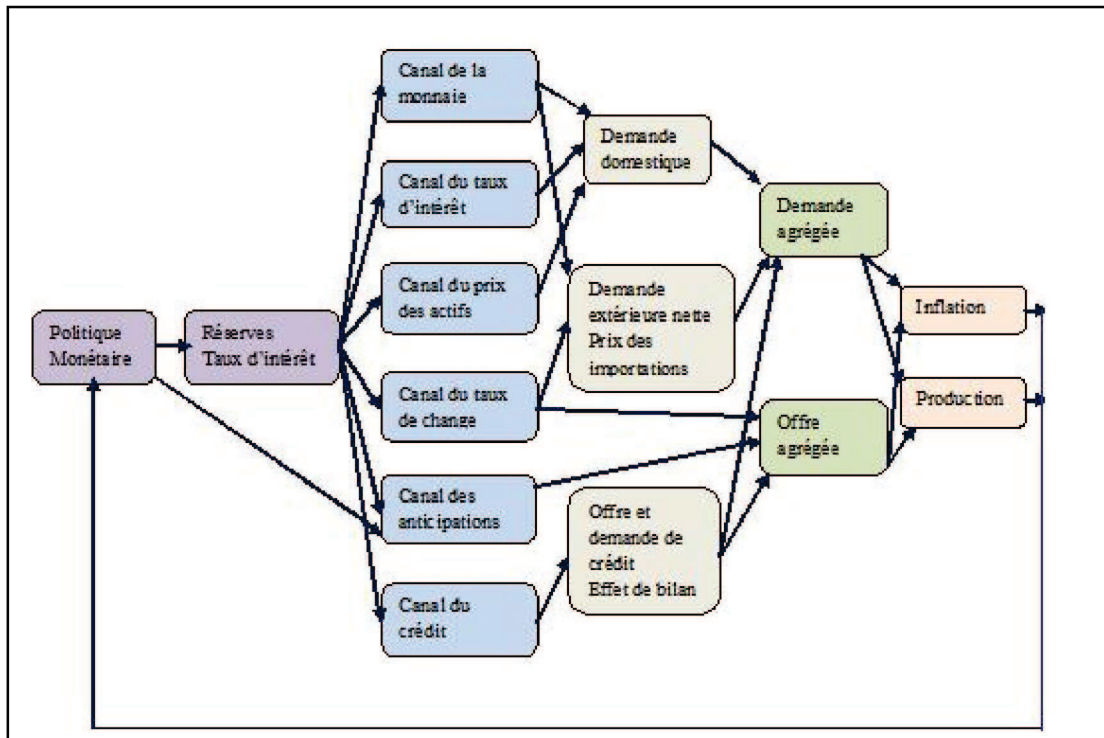 Politique
Monétaire
Réserves
Taux d'intérêt
Canal de la
monnaie
Canal du taux
d'intérêt
Canal du prix
des actifs
Canal du taux
de change
Canal des
anticipations
Canal du
crédit
Demande
domestique
Demande
extérieure nette
Prix des
importations
Offre et
demande de
crédit
Effet de bilan
Demande
agrégée
Offre
agrégée
Inflation
Production